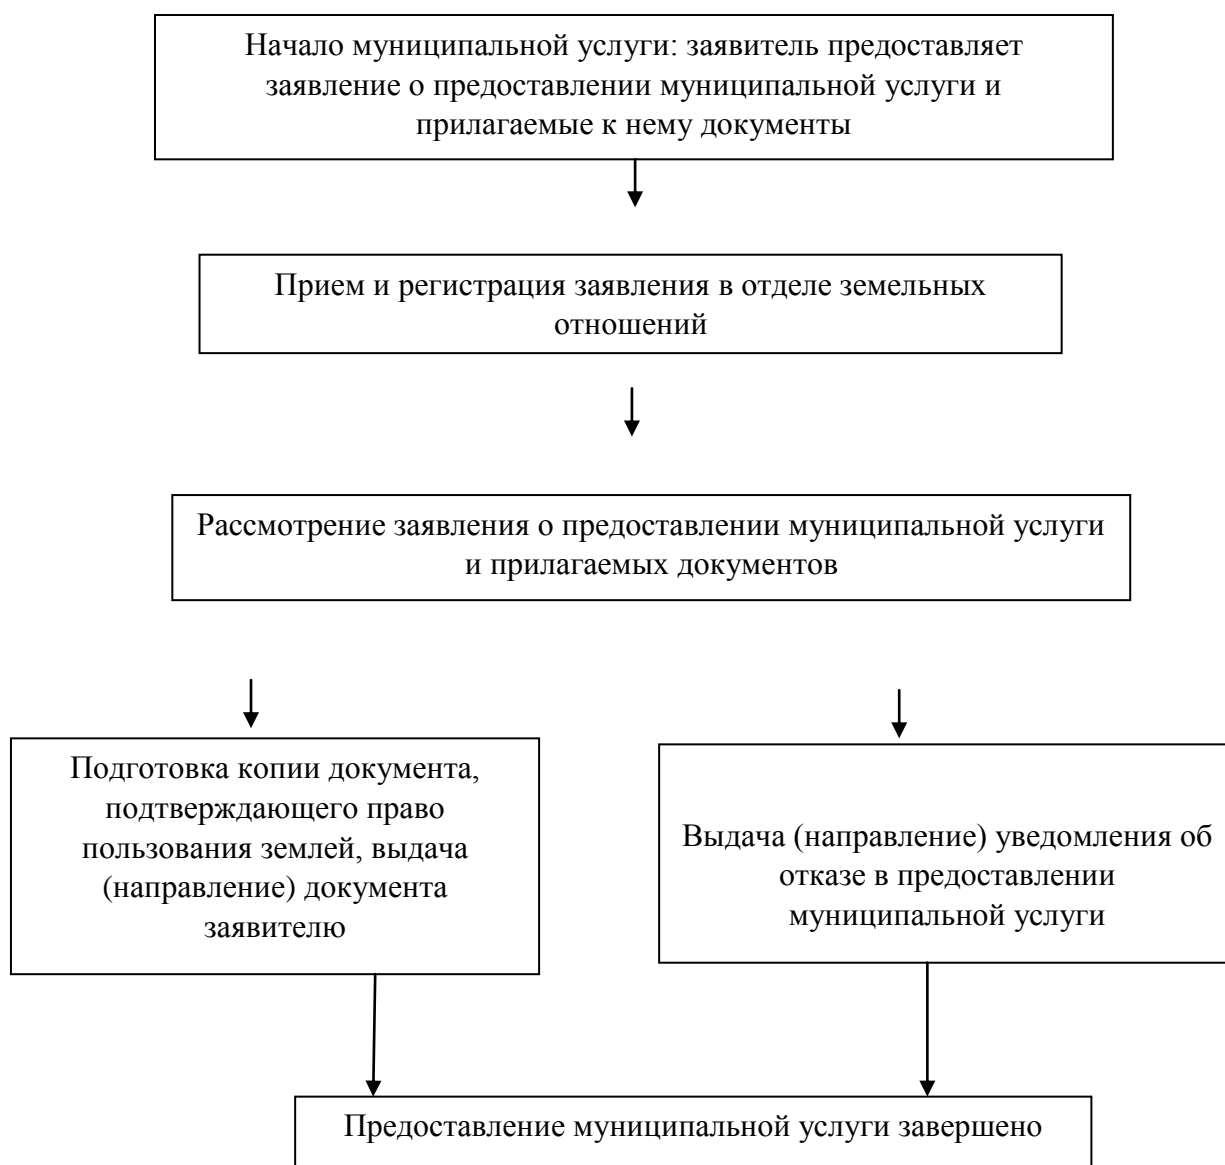 Начало муниципальной услуги: заявитель предоставляет
заявление о предоставлении муниципальной услуги и
прилагаемые к нему документы
Прием и регистрация заявления в отделе земельных
отношений
Рассмотрение заявления о предоставлении муниципальной услуги
и прилагаемых документов
Подготовка копии документа,
подтверждающего право
пользования землей, выдача
(направление) документа
заявителю
Выдача (направление) уведомления об
отказе в предоставлении
муниципальной услуги
Предоставление муниципальной услуги завершено